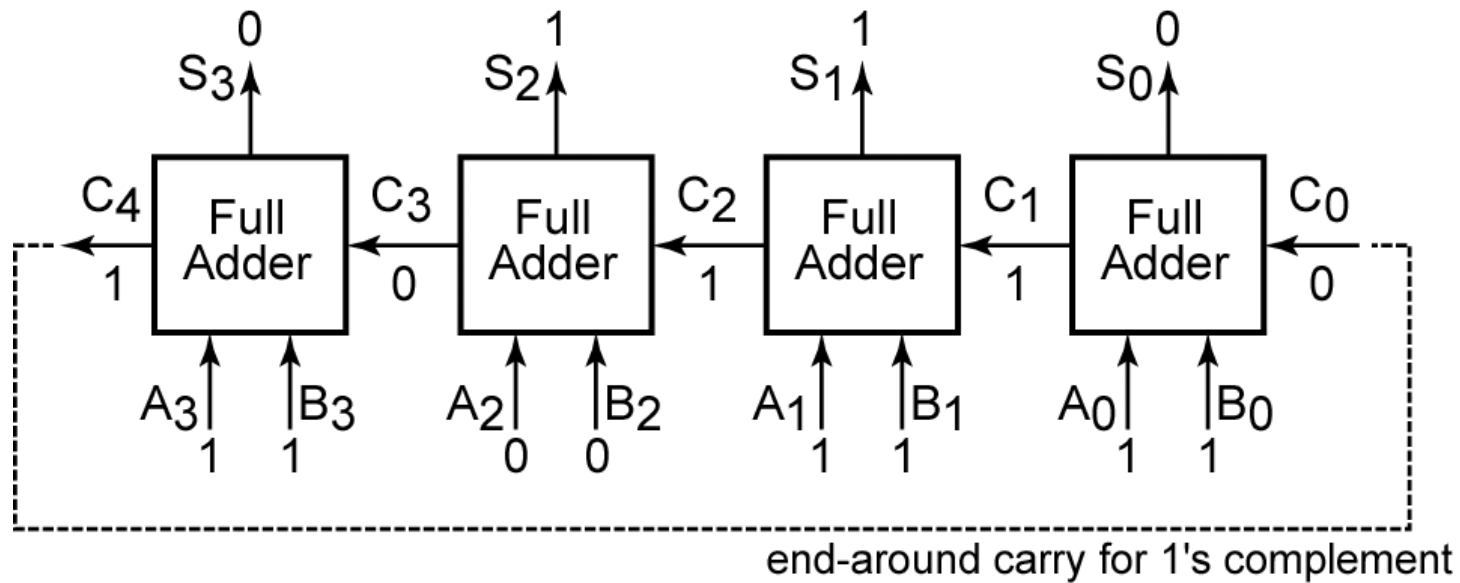 0 1 1 0
S3 S2 S1 S0
C4 Full Adder C3 Full Adder C2 Full Adder C1 Full Adder C0
1 0 1 1 0
A3 B3 A2 B2 A1 B1 A0 B0
1 1 0 0 1 1 1 1
end-around carry for 1's complement